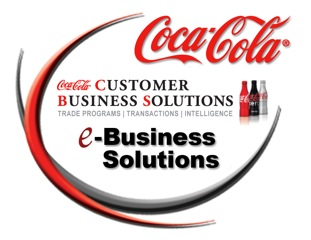 Coca-Cola®
Coca-Cola CUSTOMER
BUSINESS SOLUTIONS
TRADE PROGRAMS | TRANSACTIONS | INTELLIGENCE
e-Business
Solutions